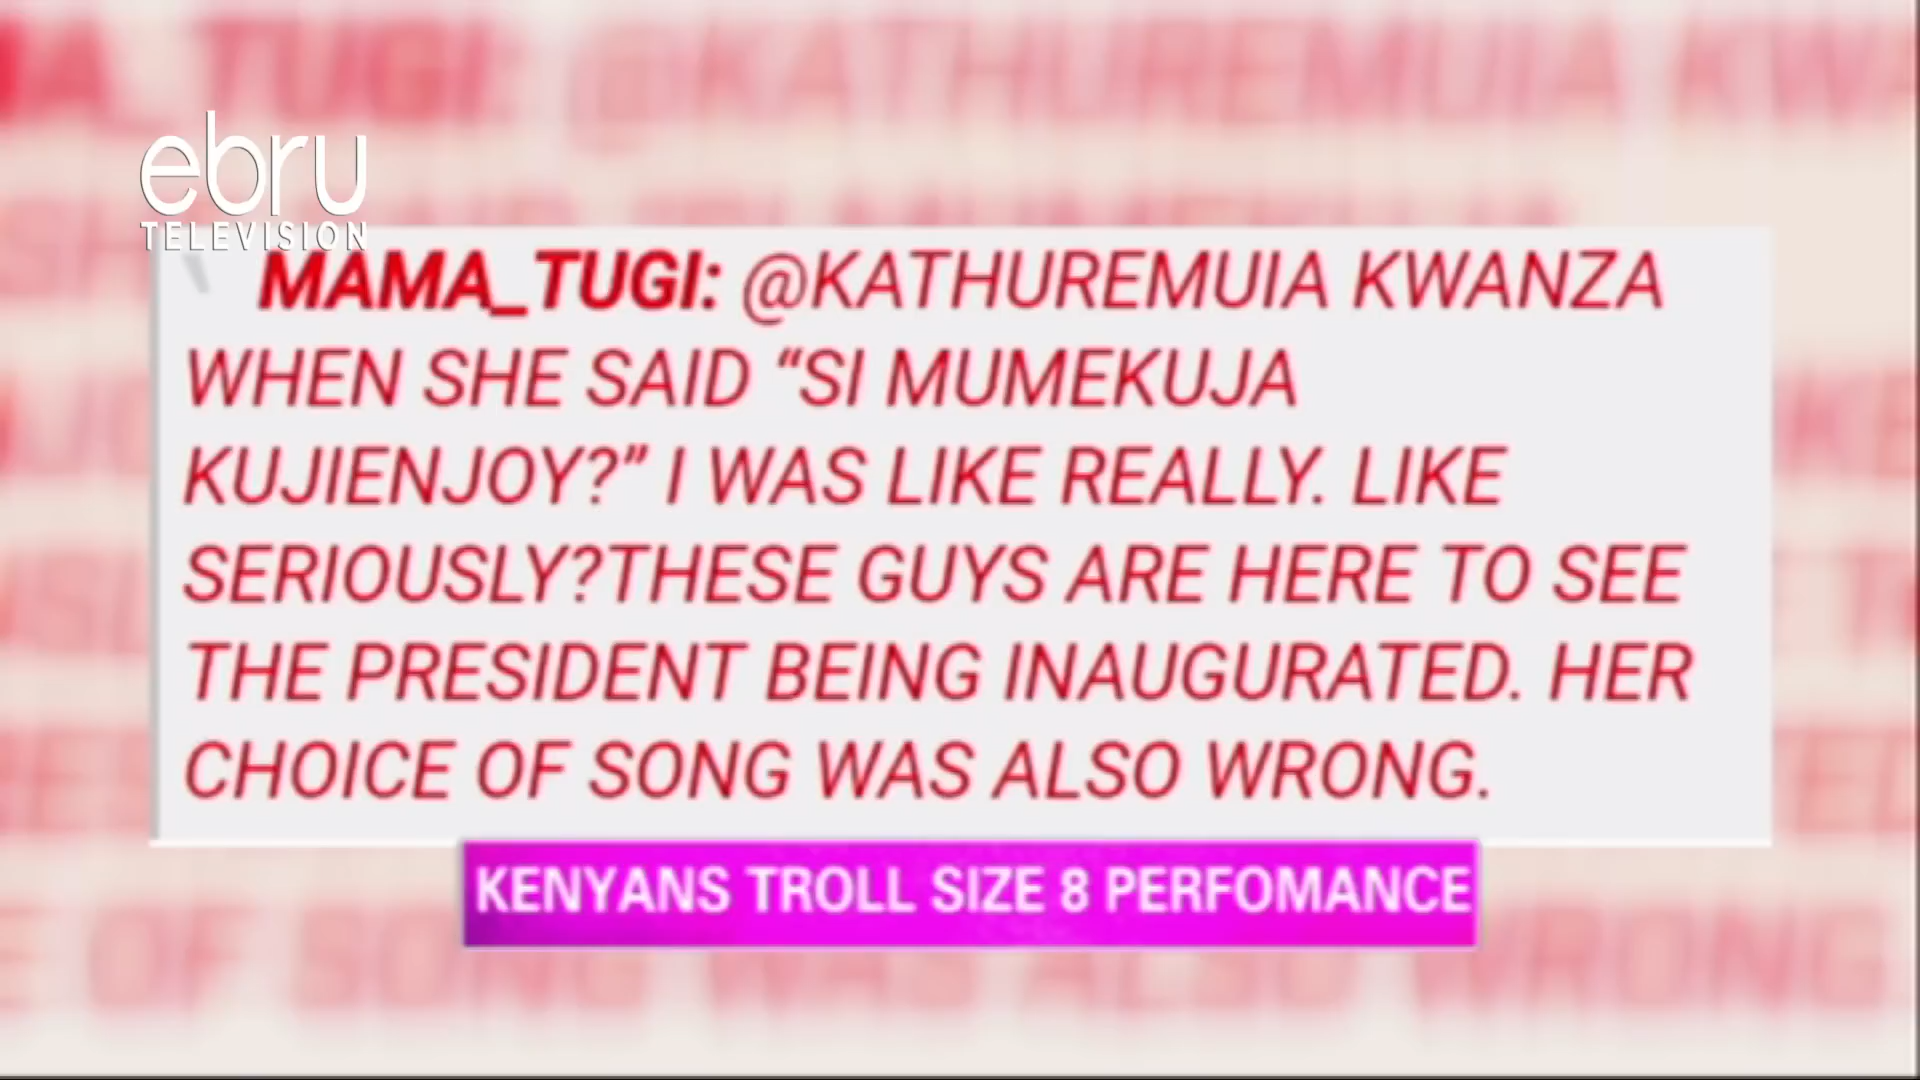 ebru
TELEVISION
MAMA_TUGI: @KATHUREMUIA KWANZA
WHEN SHE SAID “SI MUMEKUJA
KUJIENJOY?” I WAS LIKE REALLY. LIKE
SERIOUSLY?THESE GUYS ARE HERE TO SEE
THE PRESIDENT BEING INAUGURATED. HER
CHOICE OF SONG WAS ALSO WRONG.
KENYANS TROLL SIZE 8 PERFOMANCE